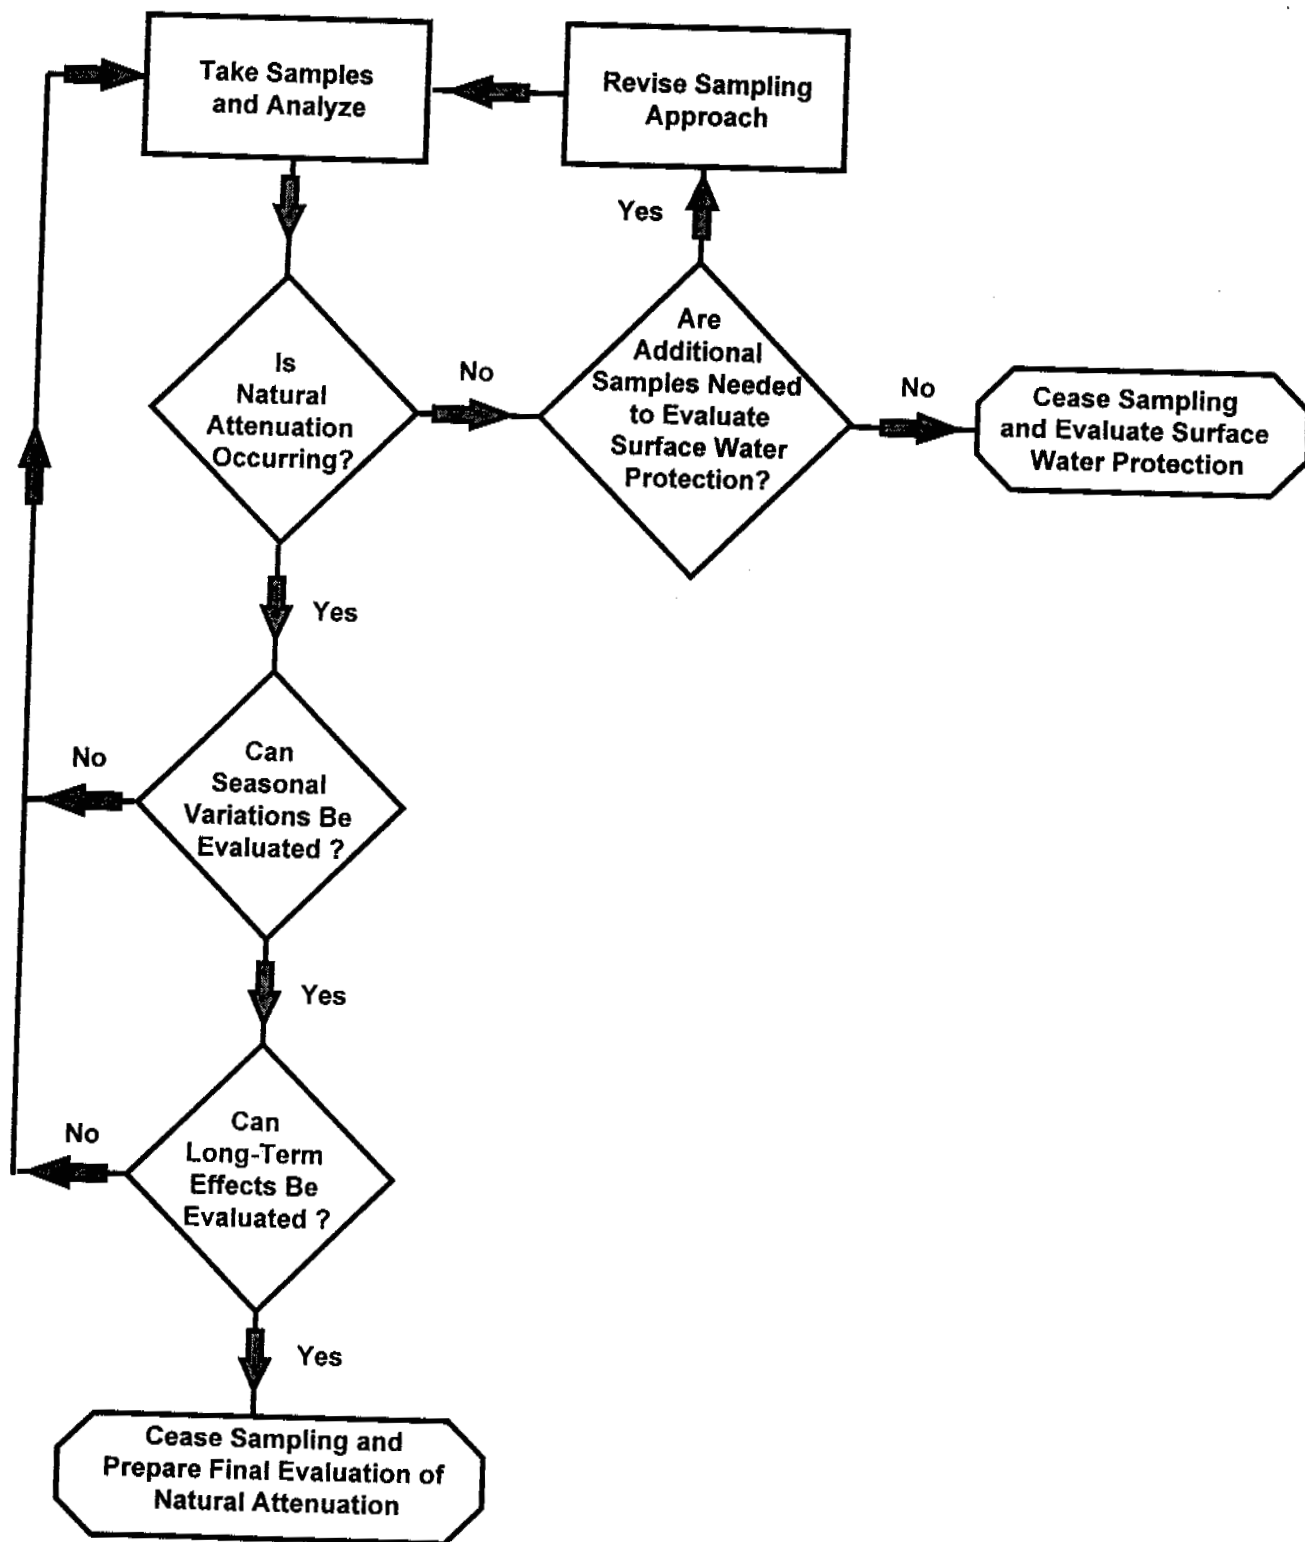 Take Samples
and Analyze
Revise Sampling
Approach
Yes
Is
Natural
Attenuation
Occurring?
No
Are
Additional
Samples Needed
to Evaluate
Surface Water
Protection?
No
Cease Sampling
and Evaluate Surface
Water Protection
Yes
Can
Seasonal
Variations Be
Evaluated ?
No
Yes
Can
Long-Term
Effects Be
Evaluated ?
No
Yes
Cease Sampling and
Prepare Final Evaluation of
Natural Attenuation